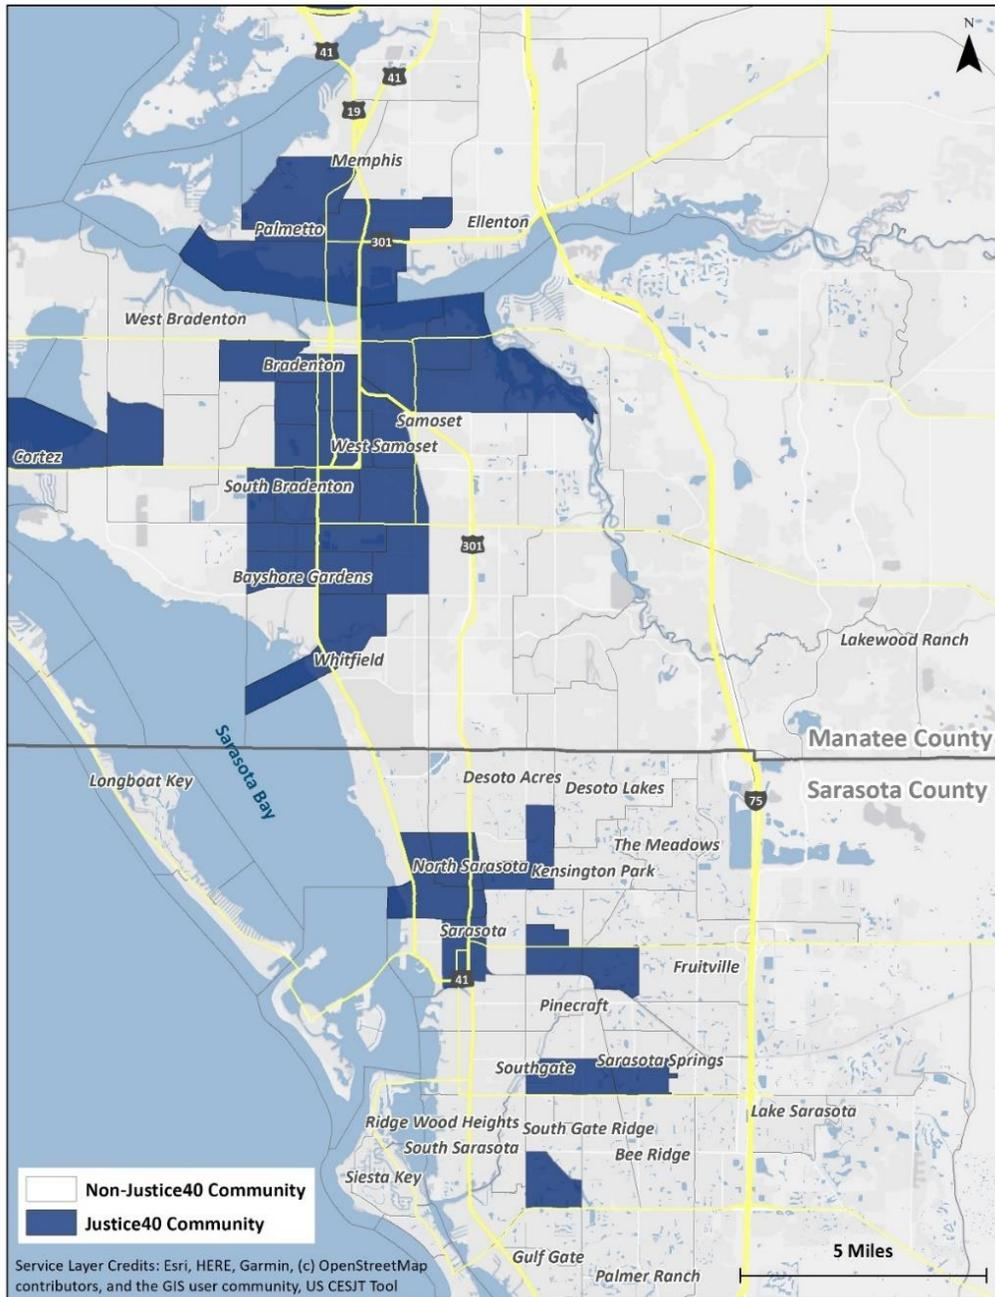 N
41
41
19
Memphis
Palmetto
Ellenton
301
West Bradenton
Bradenton
Samoset
West Samoset
Cortez
South Bradenton
301
Bayshore Gardens
Lakewood Ranch
Whitfield
Sarasota Bay
Manatee County
Longboat Key
Desoto Acres
Desoto Lakes
Sarasota County
75
The Meadows
North Sarasota
Kensington Park
Sarasota
Fruitville
41
Pinecraft
Southgate
Sarasota Springs
Lake Sarasota
Ridge Wood Heights
South Gate Ridge
South Sarasota
Bee Ridge
Siesta Key
Non-Justice40 Community
Justice40 Community
Gulf Gate
5 Miles
Palmer Ranch
Service Layer Credits: Esri, HERE, Garmin, (c) OpenStreetMap
contributors, and the GIS user community, US CESJT Tool